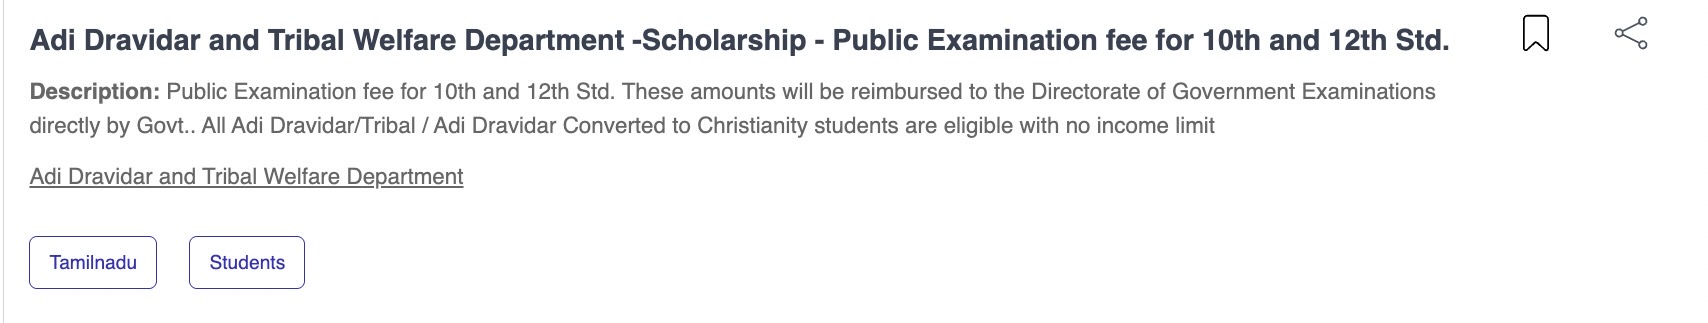 Adi Dravidar and Tribal Welfare Department -Scholarship - Public Examination fee for 10th and 12th Std.
Description: Public Examination fee for 10th and 12th Std. These amounts will be reimbursed to the Directorate of Government Examinations
directly by Govt.. All Adi Dravidar/Tribal / Adi Dravidar Converted to Christianity students are eligible with no income limit
Adi Dravidar and Tribal Welfare Department
Tamilnadu
Students